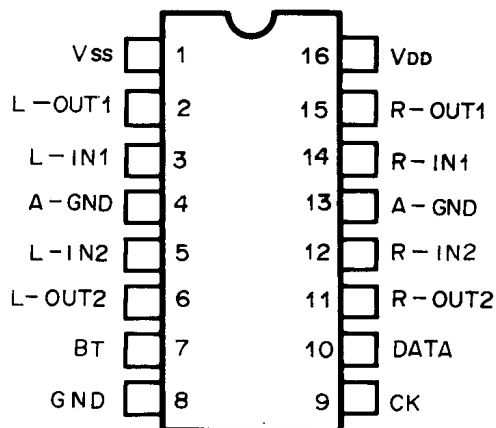 Vss 1 16 VDD
L-OUT1 2 15 R-OUT1
L-IN1 3 14 R-IN1
A-GND 4 13 A-GND
L-IN2 5 12 R-IN2
L-OUT2 6 11 R-OUT2
BT 7 10 DATA
GND 8 9 CK